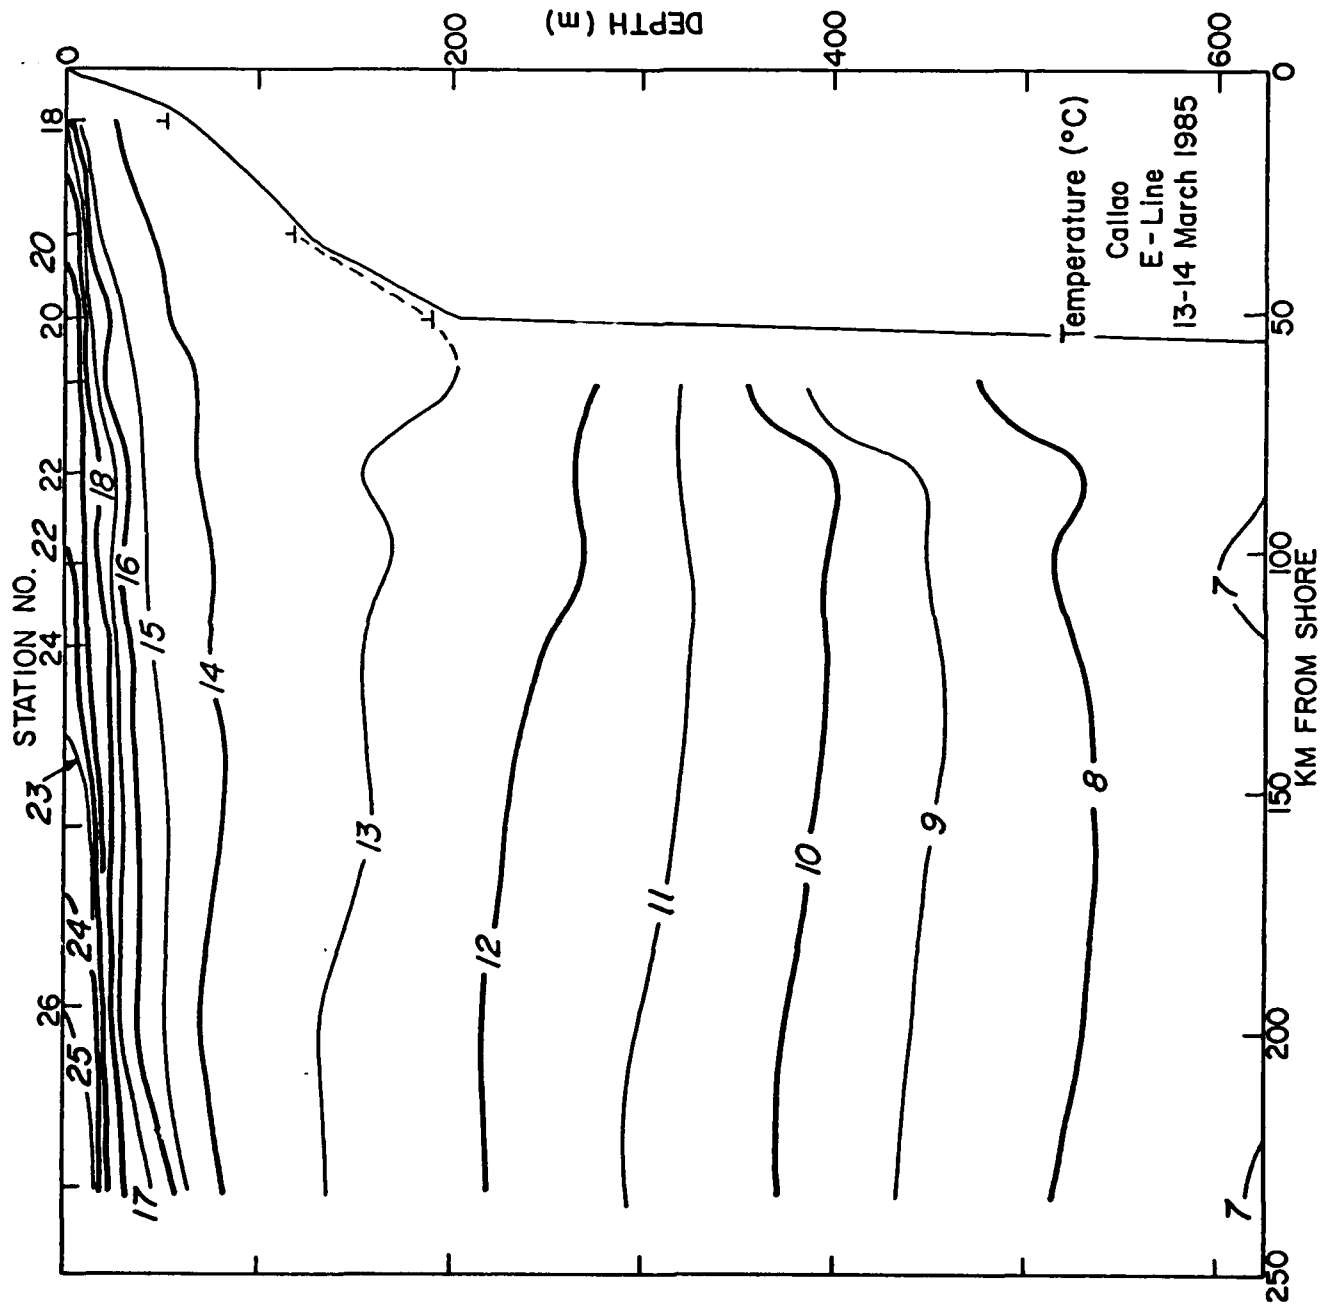 STATION NO.
26 24 22 20 18
25 24 23 22 20
18
17 16 15 14 13 12 11 10 9 8 7 7
0 200 400 600
DEPTH (m)
Temperature (°C)
Callao
E-Line
13-14 March 1985
250 200 150 100 50 0
KM FROM SHORE